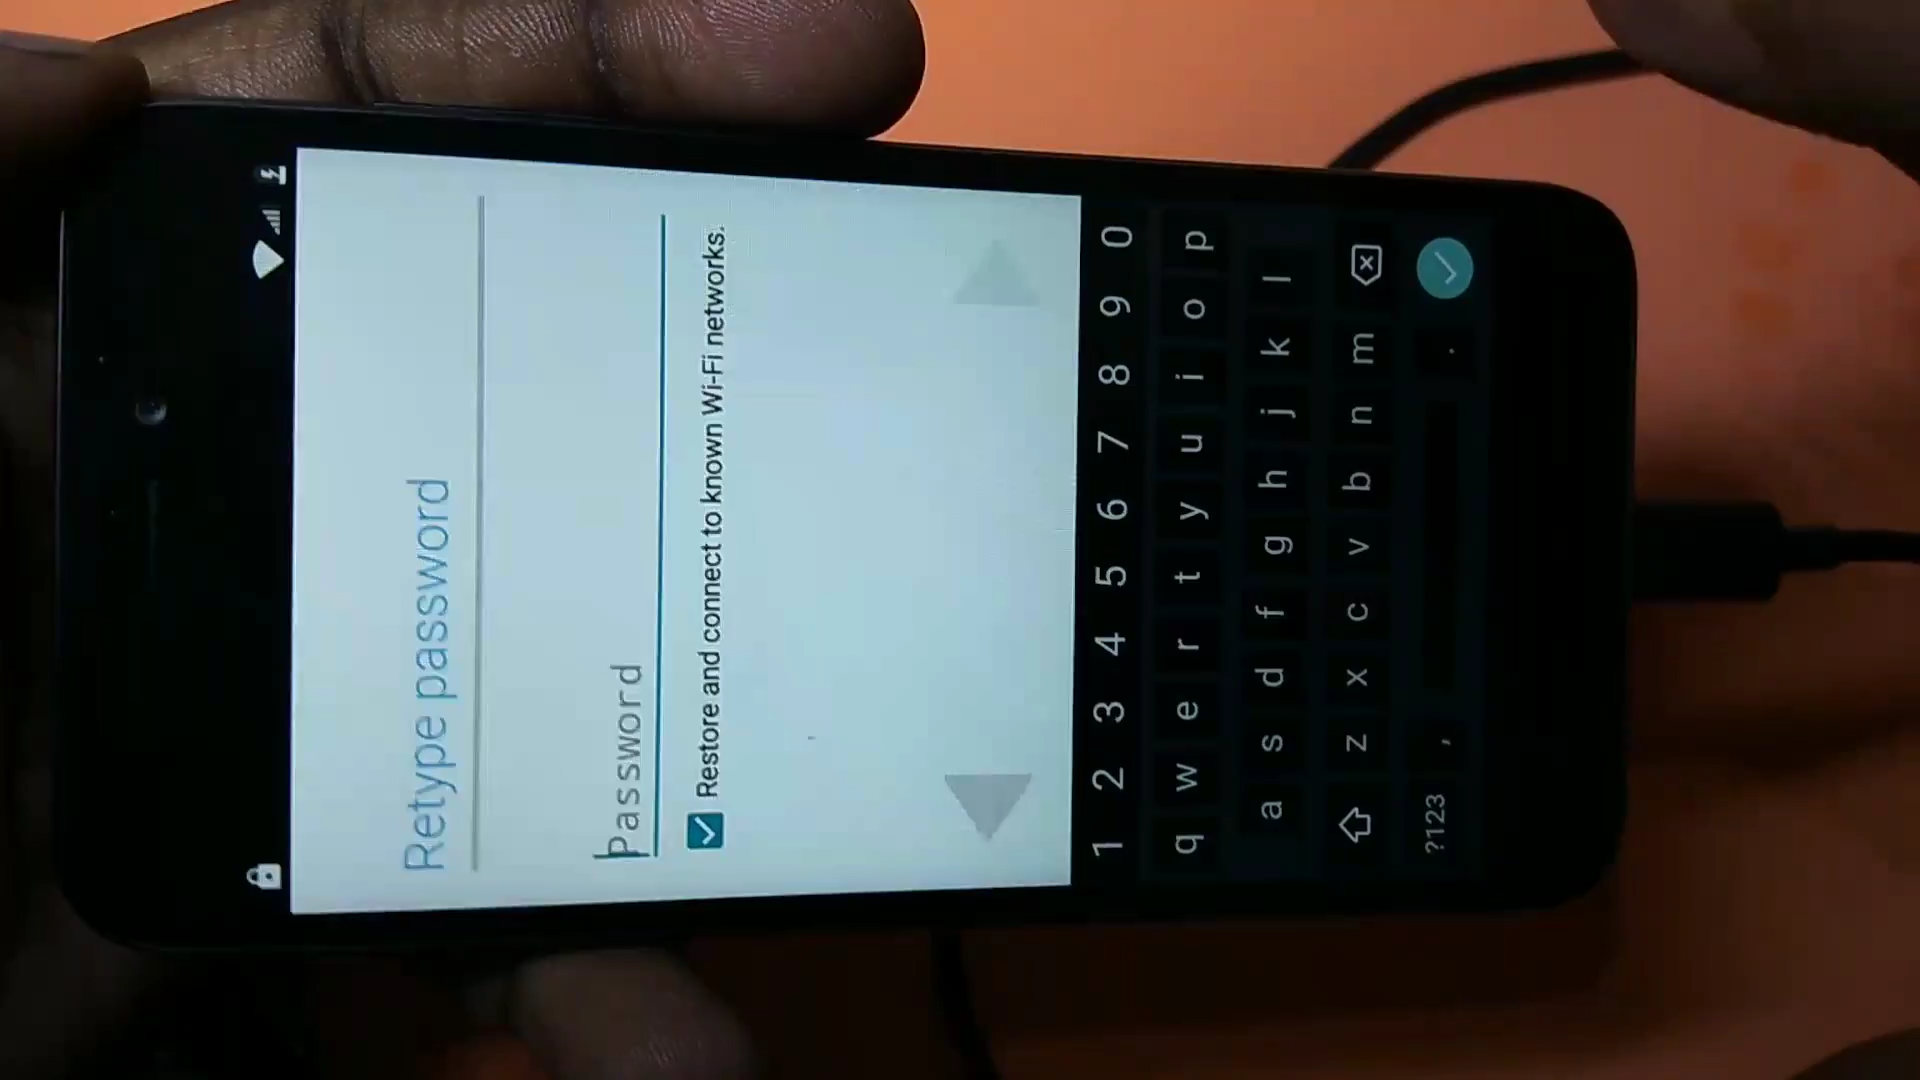 Retype password
Password
Restore and connect to known Wi-Fi networks.
1 2 3 4 5 6 7 8 9 0
q w e r t y u i o p
a s d f g h j k l
z x c v b n m
?123 , .